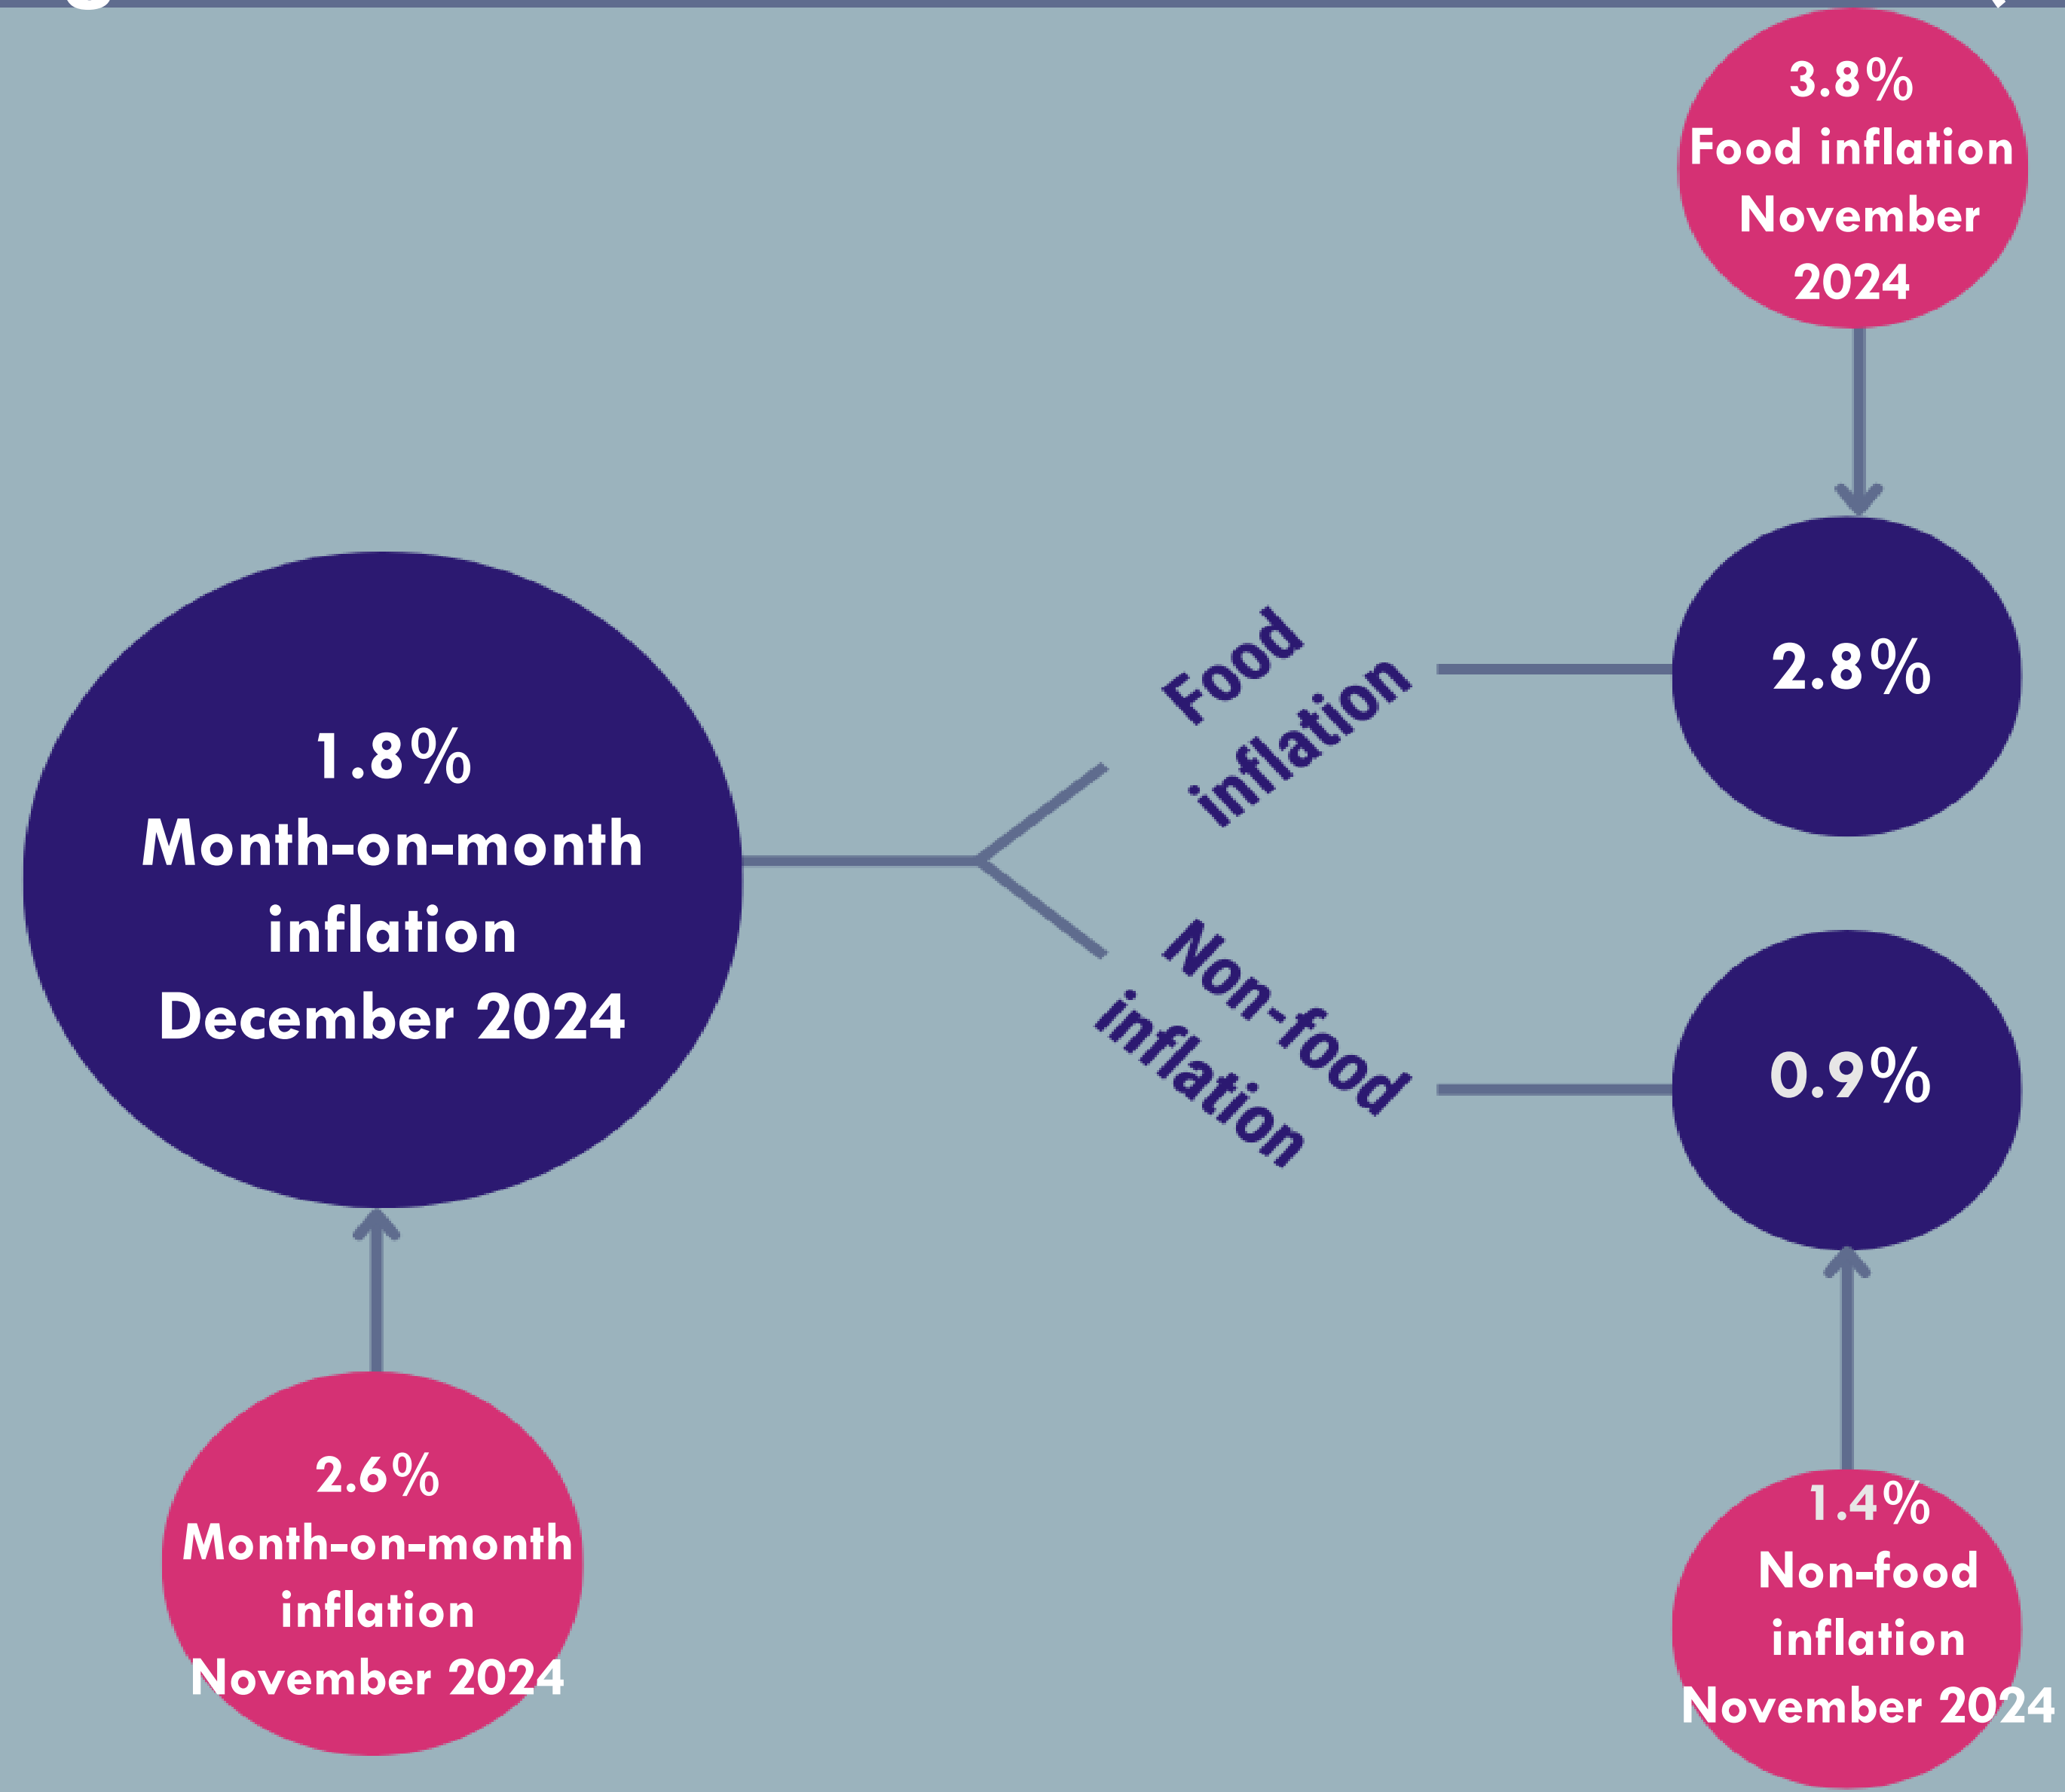 3.8%
Food inflation
November
2024
2.8%
Food
inflation
1.8%
Month-on-month
inflation
December 2024
Non-food
inflation
0.9%
2.6%
Month-on-month
inflation
November 2024
1.4%
Non-food
inflation
November 2024